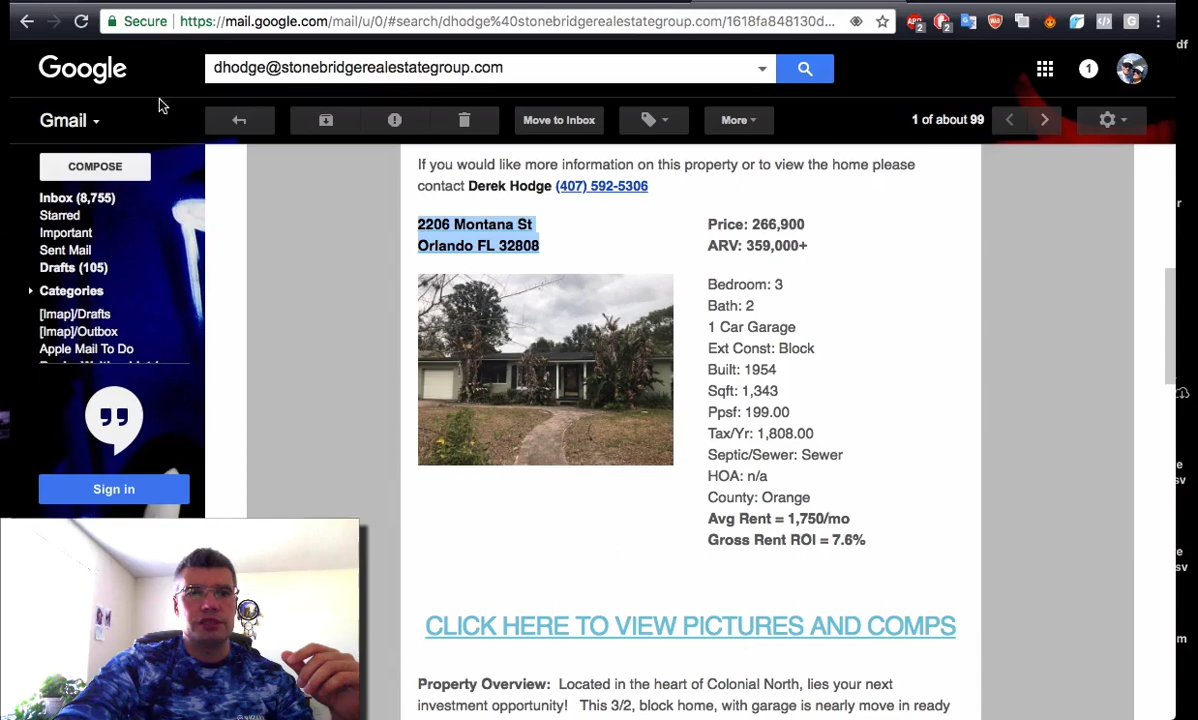 Secure https://mail.google.com/mail/u/0/#search/dhodge%40stonebridgerealestategroup.com/1618fa848130d...
ABP 2 2 WAR G
df
Google
dhodge@stonebridgerealestategroup.com
1
Gmail
Move to Inbox
More
1 of about 99
COMPOSE
Inbox (8,755)
Starred
Important
Sent Mail
Drafts (105)
Categories
[Imap]/Drafts
[Imap]/Outbox
Apple Mail To Do
Sign in
If you would like more information on this property or to view the home please
contact Derek Hodge (407) 592-5306
2206 Montana St
Orlando FL 32808
Price: 266,900
ARV: 359,000+
Bedroom: 3
Bath: 2
1 Car Garage
Ext Const: Block
Built: 1954
Sqft: 1,343
Ppsf: 199.00
Tax/Yr: 1,808.00
Septic/Sewer: Sewer
HOA: n/a
County: Orange
Avg Rent = 1,750/mo
Gross Rent ROI = 7.6%
CLICK HERE TO VIEW PICTURES AND COMPS
Property Overview: Located in the heart of Colonial North, lies your next
investment opportunity! This 3/2, block home, with garage is nearly move in ready